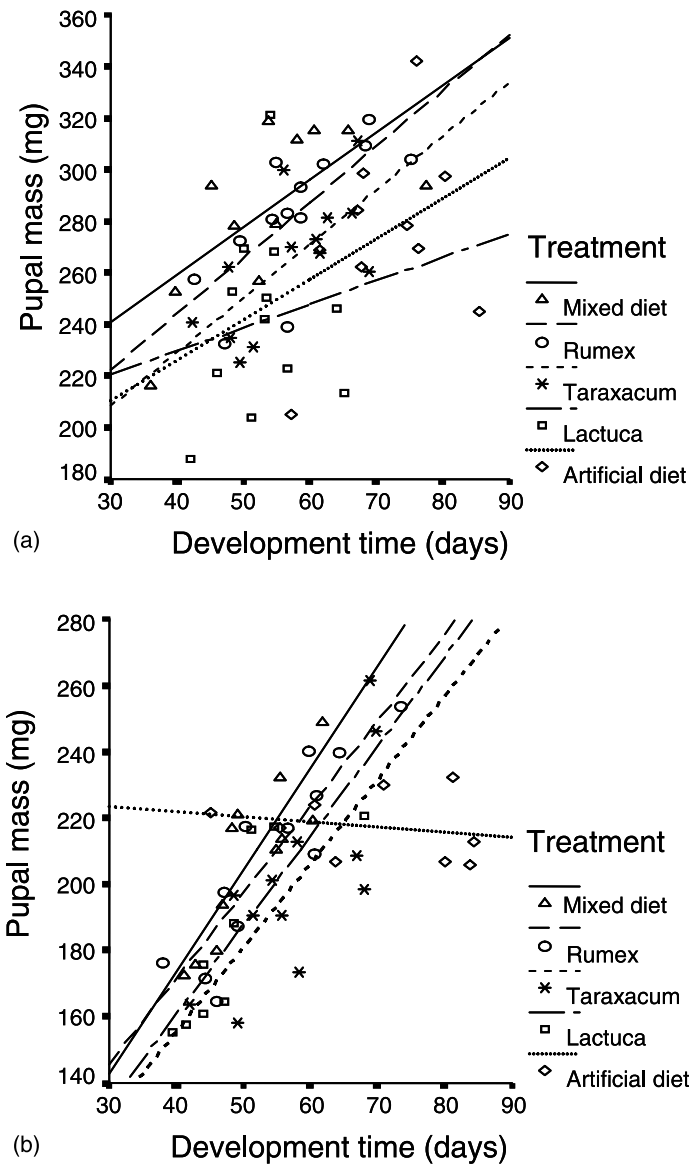 360
340
320
300
280
260
240
220
200
180
Pupal mass (mg)
30 40 50 60 70 80 90
Development time (days)
(a)
Treatment
Mixed diet
Rumex
Taraxacum
Lactuca
Artificial diet
280
260
240
220
200
180
160
140
Pupal mass (mg)
30 40 50 60 70 80 90
Development time (days)
(b)
Treatment
Mixed diet
Rumex
Taraxacum
Lactuca
Artificial diet